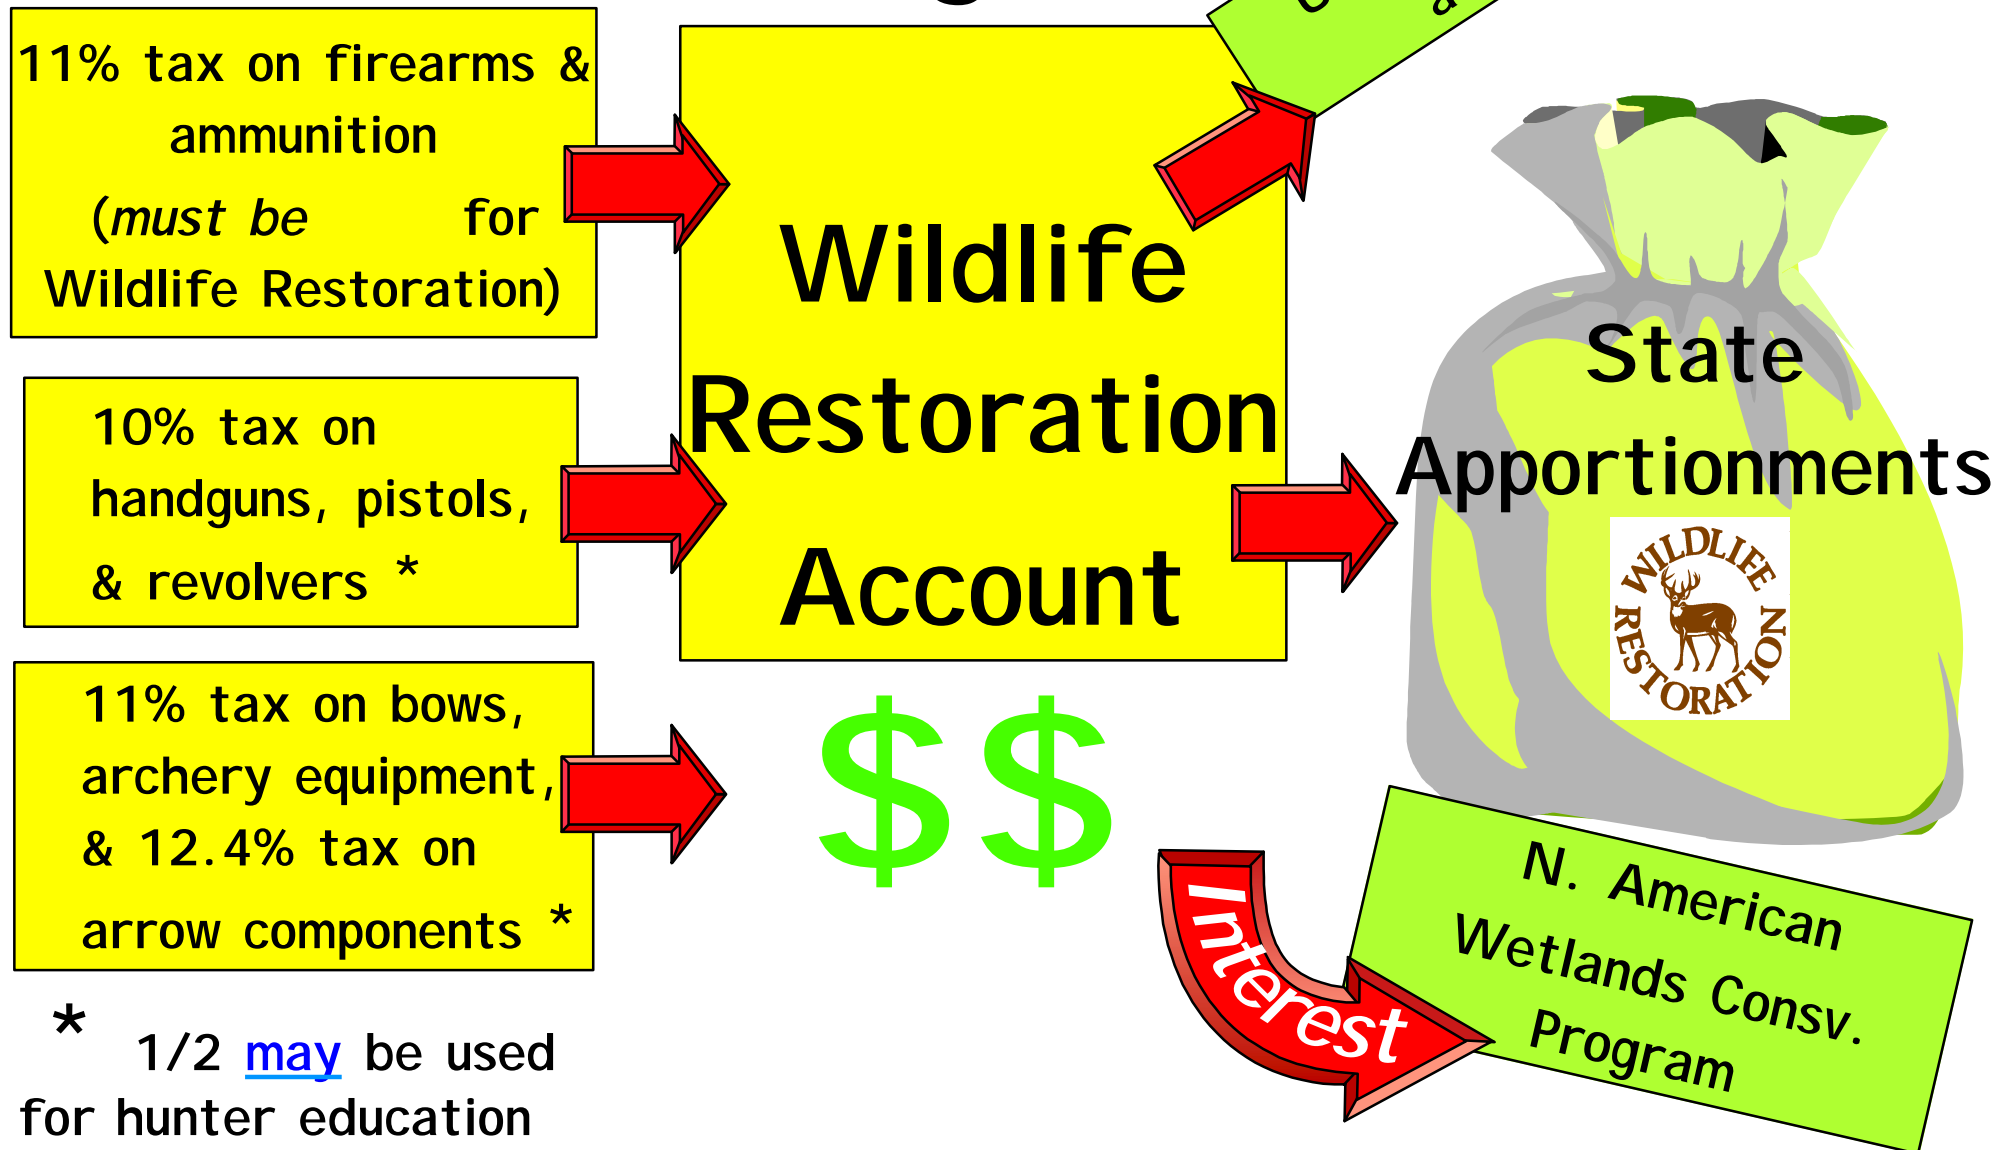 11% tax on firearms &
ammunition
(must be for
Wildlife Restoration)
10% tax on
handguns, pistols,
& revolvers *
11% tax on bows,
archery equipment,
& 12.4% tax on
arrow components *
* 1/2 may be used
for hunter education
Wildlife
Restoration
Account
$$
State
Apportionments
WILDLIFE
RESTORATION
Interest
N. American
Wetlands Consv.
Program